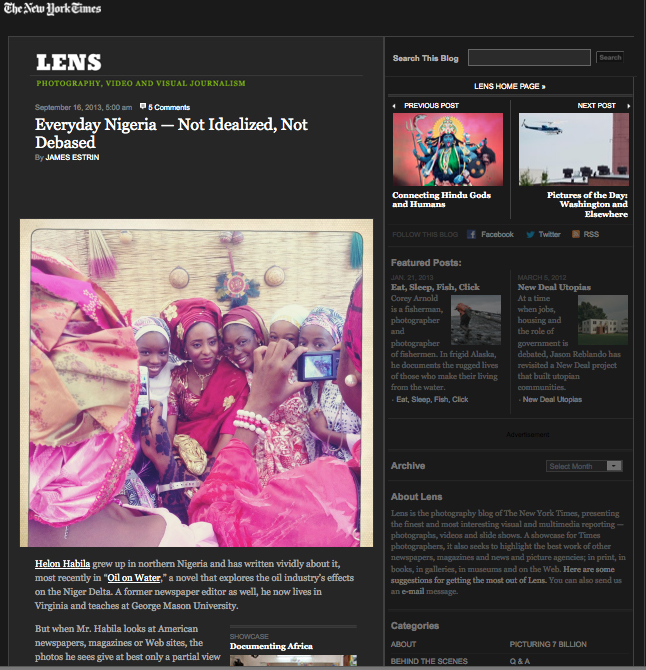 The New York Times
LENS
PHOTOGRAPHY, VIDEO AND VISUAL JOURNALISM
September 16, 2013, 5:00 am 5 Comments
Everyday Nigeria — Not Idealized, Not
Debased
By JAMES ESTRIN
Helon Habila grew up in northern Nigeria and has written vividly about it,
most recently in "Oil on Water," a novel that explores the oil industry's effects
on the Niger Delta. A former newspaper editor as well, he now lives in
Virginia and teaches at George Mason University.
But when Mr. Habila looks at American
newspapers, magazines or Web sites, the
photos he sees give at best only a partial view
SHOWCASE
Documenting Africa
Search This Blog
Search
LENS HOME PAGE »
PREVIOUS POST
NEXT POST
Connecting Hindu Gods
and Humans
Pictures of the Day:
Washington and
Elsewhere
FOLLOW THIS BLOG Facebook Twitter RSS
Featured Posts:
JAN. 21, 2013
Eat, Sleep, Fish, Click
Corey Arnold
is a fisherman,
photographer
and
photographer
of fishermen. In frigid Alaska,
he documents the rugged lives
of those who make their living
from the water.
- Eat, Sleep, Fish, Click
MARCH 5, 2012
New Deal Utopias
At a time
when jobs,
housing and
the role of
government is
debated, Jason Reblando has
revisited a New Deal project
that built utopian
communities.
- New Deal Utopias
Advertisement
Archive
Select Month
About Lens
Lens is the photography blog of The New York Times, presenting
the finest and most interesting visual and multimedia reporting —
photographs, videos and slide shows. A showcase for Times
photographers, it also seeks to highlight the best work of other
newspapers, magazines and news and picture agencies; in print, in
books, in galleries, in museums and on the Web. Here are some
suggestions for getting the most out of Lens. You can also send us
an e-mail message.
Categories
ABOUT
PICTURING 7 BILLION
BEHIND THE SCENES
Q & A